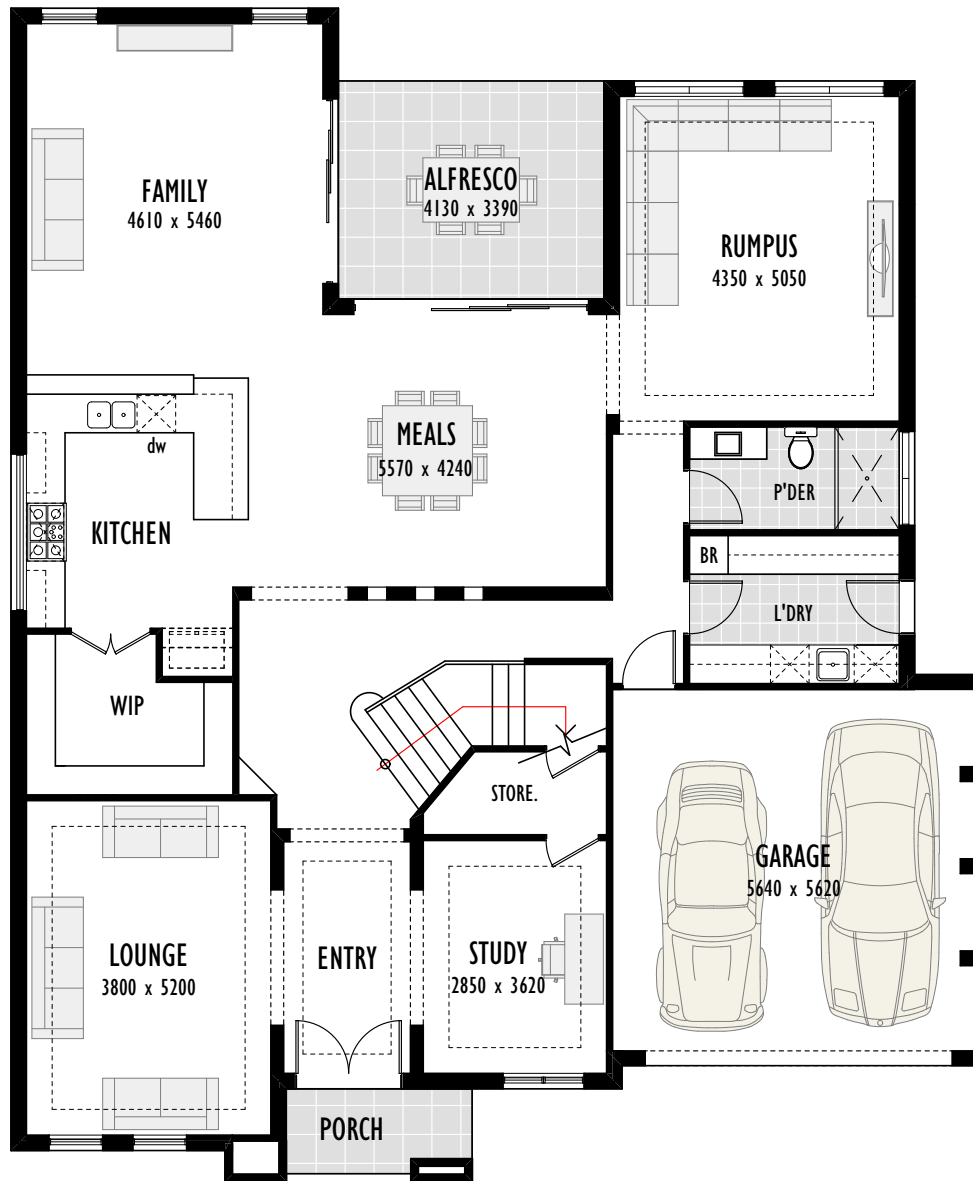 FAMILY
4610 x 5460
ALFRESCO
4130 x 3390
RUMPUS
4350 x 5050
dw
MEALS
5570 x 4240
KITCHEN
P'DER
BR
L'DRY
WIP
STORE.
GARAGE
5640 x 5620
LOUNGE
3800 x 5200
ENTRY
STUDY
2850 x 3620
PORCH